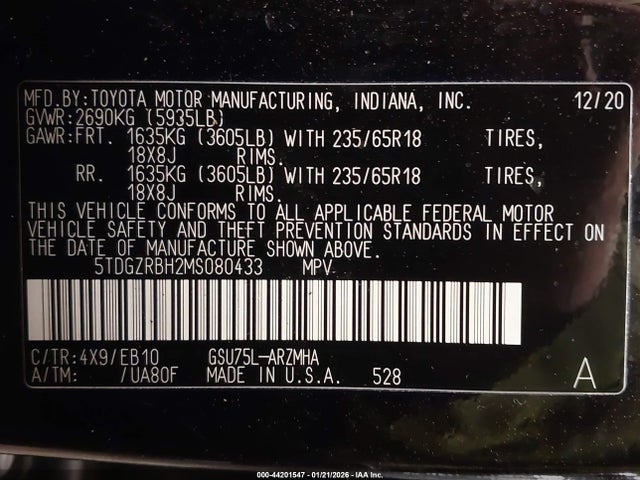 MFD.BY:TOYOTA MOTOR MANUFACTURING, INDIANA, INC. 12/20
GVWR:2690KG (5935LB)
GAWR:FRT. 1635KG (3605LB) WITH 235/65R18 TIRES,
18X8J RIMS.
RR. 1635KG (3605LB) WITH 235/65R18 TIRES,
18X8J RIMS.
THIS VEHICLE CONFORMS TO ALL APPLICABLE FEDERAL MOTOR
VEHICLE SAFETY AND THEFT PREVENTION STANDARDS IN EFFECT ON
THE DATE OF MANUFACTURE SHOWN ABOVE.
5TDGZRBH2MS080433 MPV
C/TR:4X9/EB10 GSU75L-ARZMHA
A/TM: /UA80F MADE IN U.S.A. 528 A
000-44201547 - 01/21/2026 - IAA Inc.